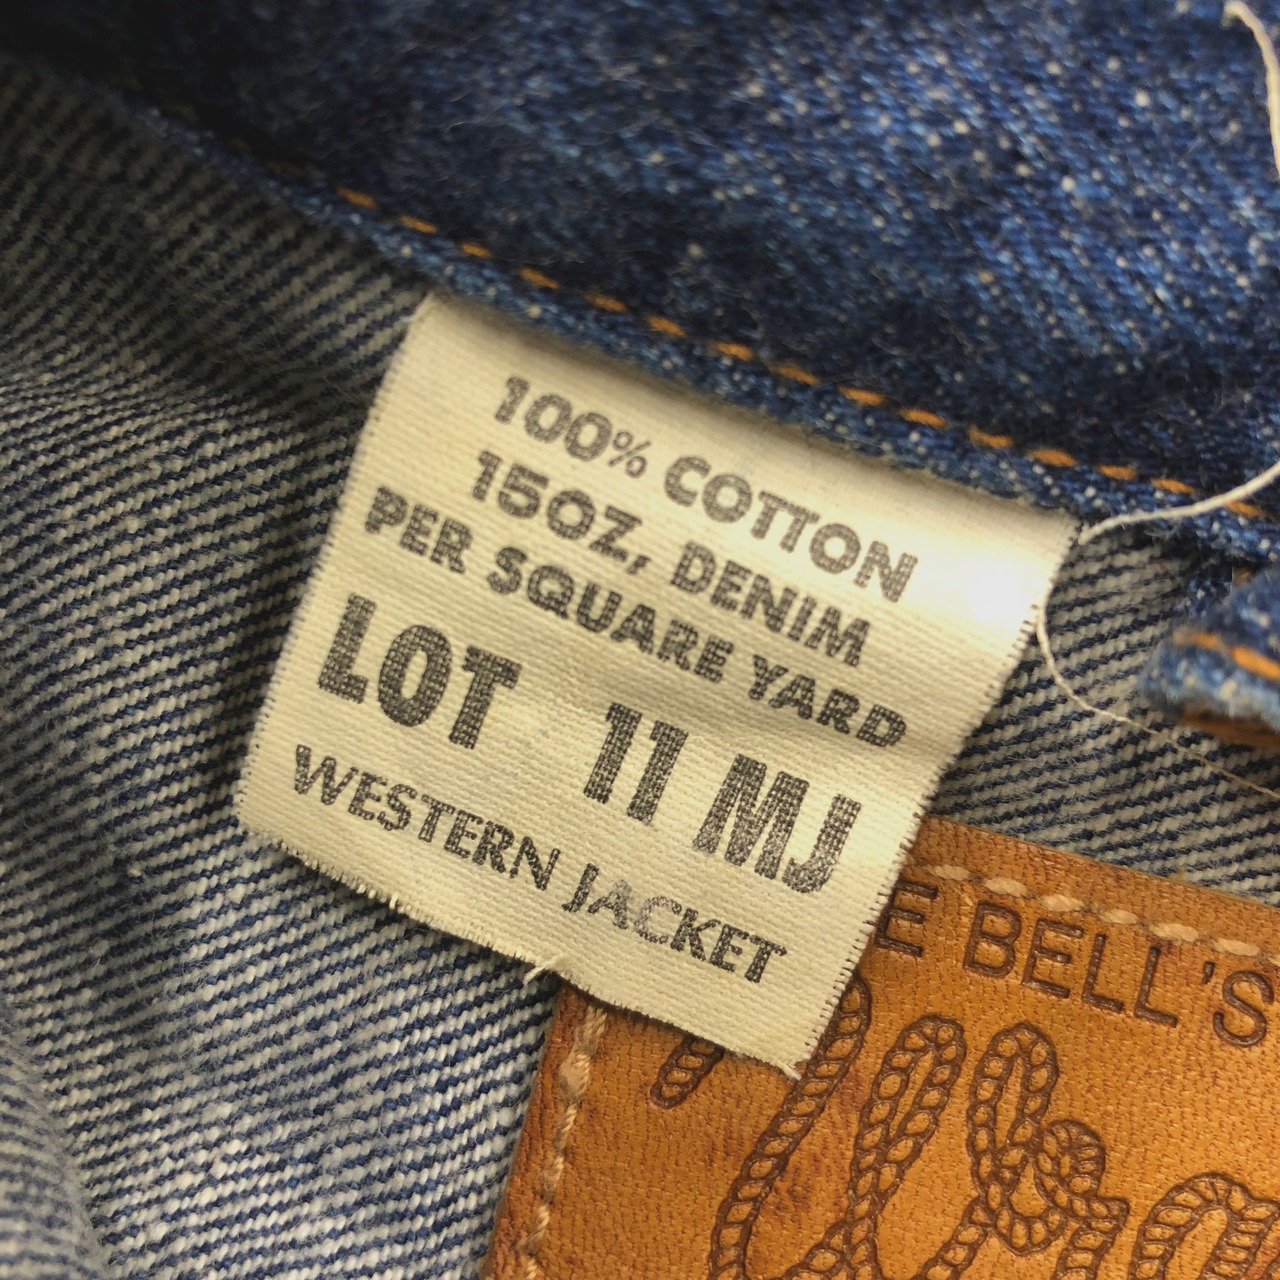 100% COTTON
15OZ, DENIM
PER SQUARE YARD
LOT 11 MJ
WESTERN JACKET
BELL'S